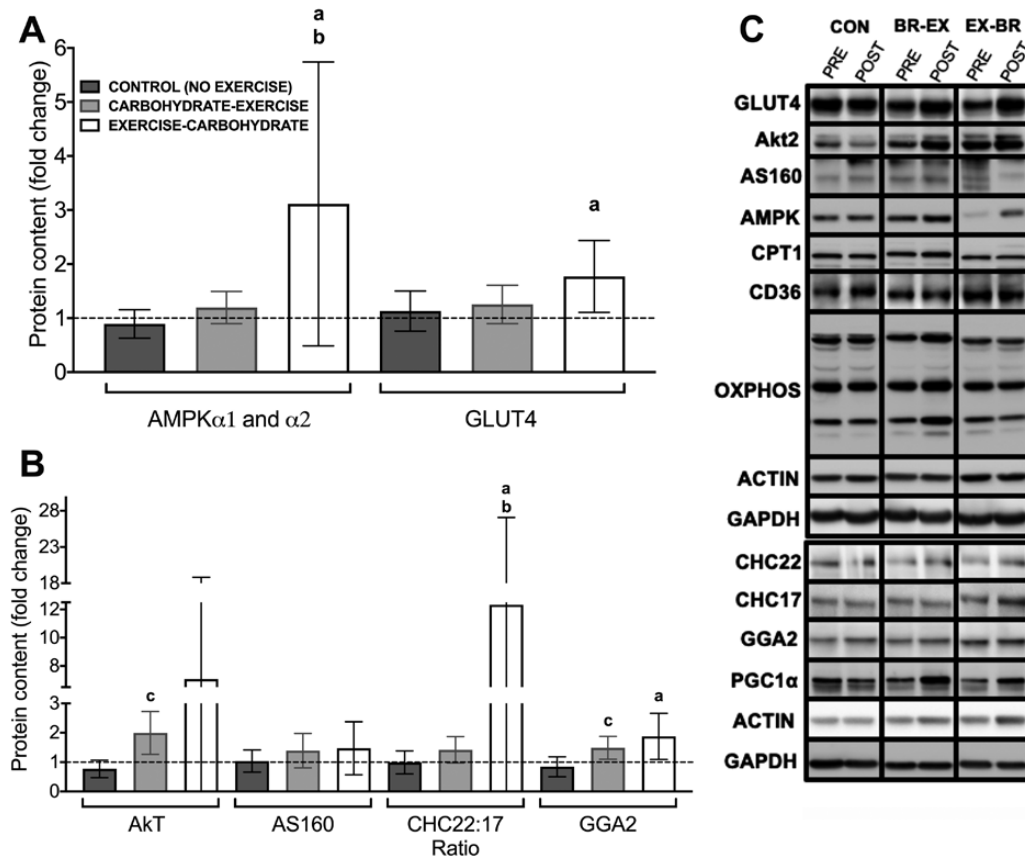 A
Protein content (fold change)
6
5
4
3
2
1
0
CONTROL (NO EXERCISE)
CARBOHYDRATE-EXERCISE
EXERCISE-CARBOHYDRATE
a
b
a
AMPKα1 and α2
GLUT4
B
Protein content (fold change)
28
23
18
12
10
8
6
4
3
2
1
0
c
a
b
c
a
AkT
AS160
CHC22:17
Ratio
GGA2
C
CON
BR-EX
EX-BR
PRE
POST
PRE
POST
PRE
POST
GLUT4
Akt2
AS160
AMPK
CPT1
CD36
OXPHOS
ACTIN
GAPDH
CHC22
CHC17
GGA2
PGC1α
ACTIN
GAPDH